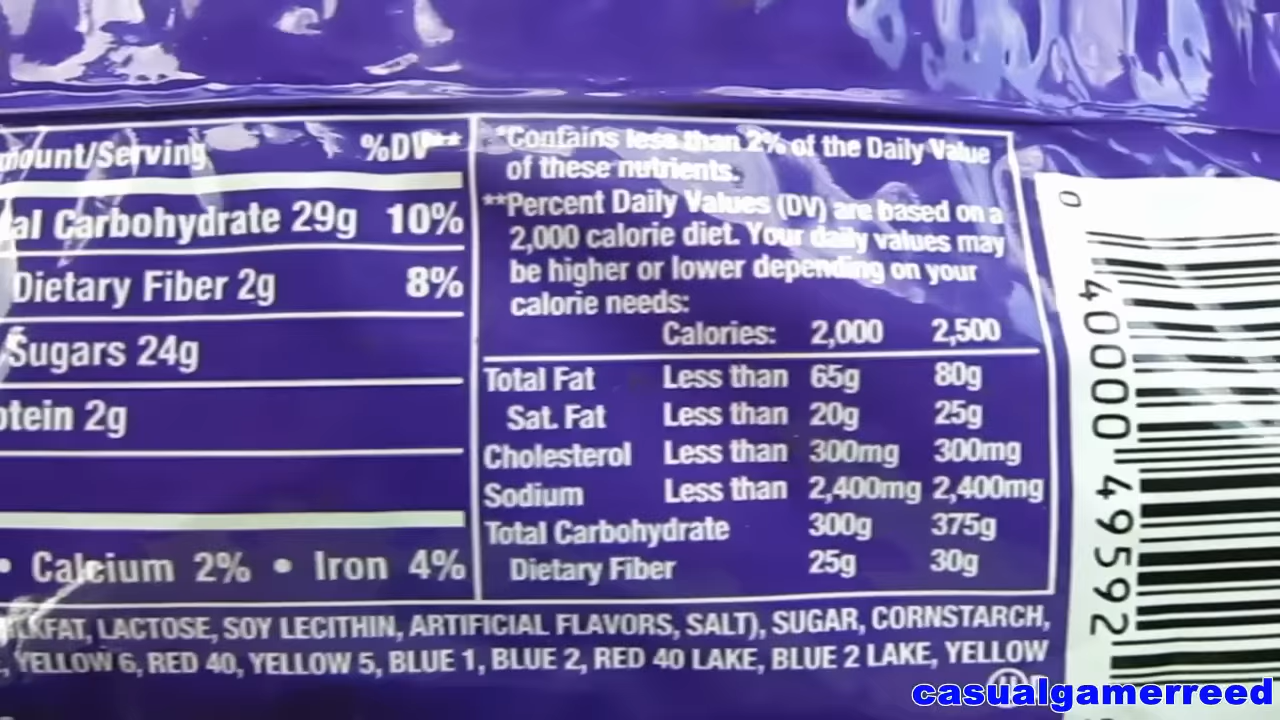 mount/Serving %DV**
al Carbohydrate 29g 10%
Dietary Fiber 2g 8%
Sugars 24g
otein 2g
• Calcium 2% • Iron 4%
*Contains less than 2% of the Daily Value
of these nutrients.
**Percent Daily Values (DV) are based on a
2,000 calorie diet. Your daily values may
be higher or lower depending on your
calorie needs:
Calories: 2,000 2,500
Total Fat Less than 65g 80g
Sat. Fat Less than 20g 25g
Cholesterol Less than 300mg 300mg
Sodium Less than 2,400mg 2,400mg
Total Carbohydrate 300g 375g
Dietary Fiber 25g 30g
LKFAT, LACTOSE, SOY LECITHIN, ARTIFICIAL FLAVORS, SALT), SUGAR, CORNSTARCH,
, YELLOW 6, RED 40, YELLOW 5, BLUE 1, BLUE 2, RED 40 LAKE, BLUE 2 LAKE, YELLOW
0 40000 49592
casualgamerreed